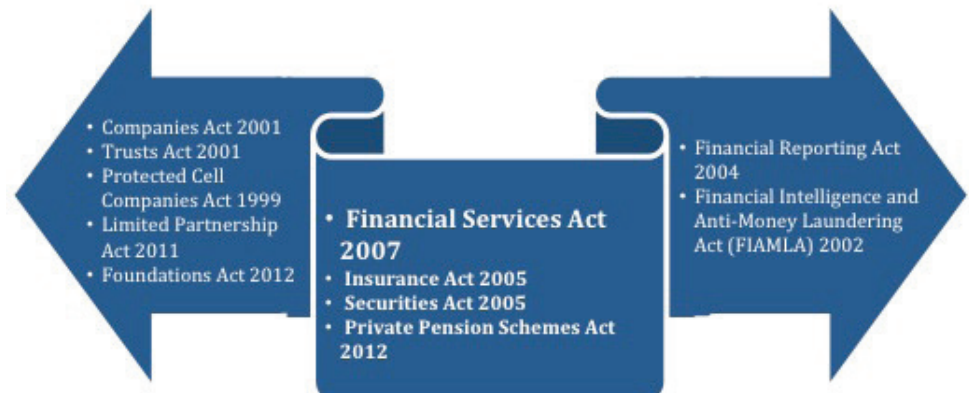 • Companies Act 2001
• Trusts Act 2001
• Protected Cell
Companies Act 1999
• Limited Partnership
Act 2011
• Foundations Act 2012
• Financial Services Act
2007
• Insurance Act 2005
• Securities Act 2005
• Private Pension Schemes Act
2012
• Financial Reporting Act
2004
• Financial Intelligence and
Anti-Money Laundering
Act (FIAMLA) 2002